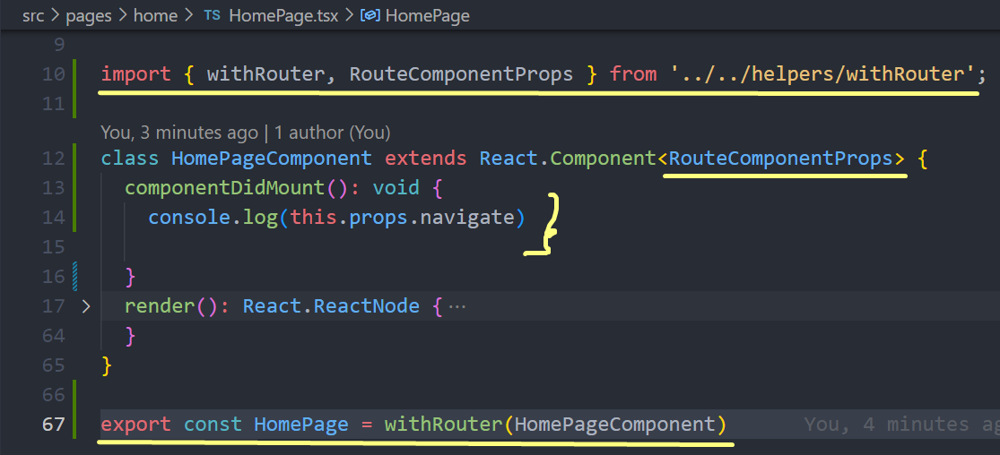 src > pages > home > TS HomePage.tsx > HomePage
9
10 import { withRouter, RouteComponentProps } from '../../helpers/withRouter';
11
You, 3 minutes ago | 1 author (You)
12 class HomePageComponent extends React.Component<RouteComponentProps> {
13 componentDidMount(): void {
14 console.log(this.props.navigate)
15
16 }
17 > render(): React.ReactNode { ···
64 }
65 }
66
67 export const HomePage = withRouter(HomePageComponent) You, 4 minutes ag